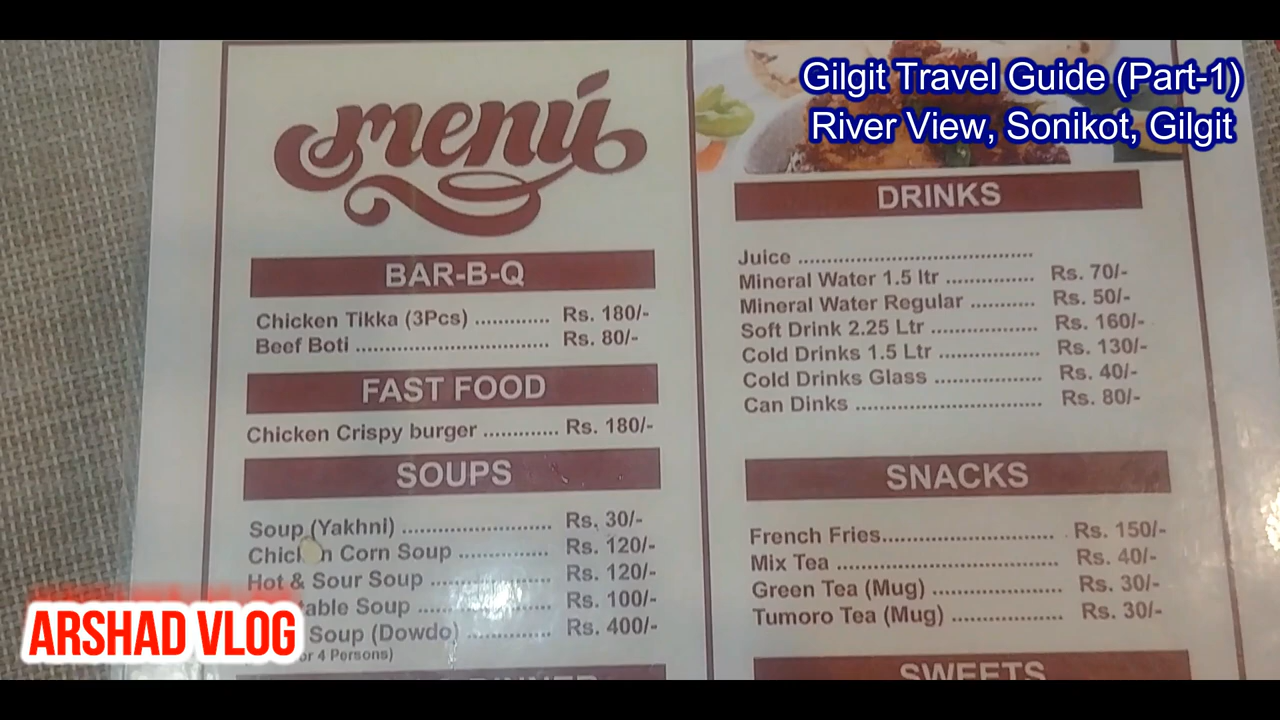 Gilgit Travel Guide (Part-1)
River View, Sonikot, Gilgit
menú
BAR-B-Q
Chicken Tikka (3Pcs) .............. Rs. 180/-
Beef Boti .................................... Rs. 80/-
FAST FOOD
Chicken Crispy burger ............. Rs. 180/-
SOUPS
Soup (Yakhni) ............................ Rs. 30/-
Chic n Corn Soup ................. Rs. 120/-
Hot & Sour Soup ...................... Rs. 120/-
table Soup ......................... Rs. 100/-
Soup (Dowdo) ................ Rs. 400/-
or 4 Persons)
DRINKS
Juice .............................................
Mineral Water 1.5 ltr ................. Rs. 70/-
Mineral Water Regular ............ Rs. 50/-
Soft Drink 2.25 Ltr .................... Rs. 160/-
Cold Drinks 1.5 Ltr ................... Rs. 130/-
Cold Drinks Glass .................... Rs. 40/-
Can Dinks ................................... Rs. 80/-
SNACKS
French Fries................................ Rs. 150/-
Mix Tea ......................................... Rs. 40/-
Green Tea (Mug) ........................ Rs. 30/-
Tumoro Tea (Mug) .................... Rs. 30/-
SWEETS
ARSHAD VLOG